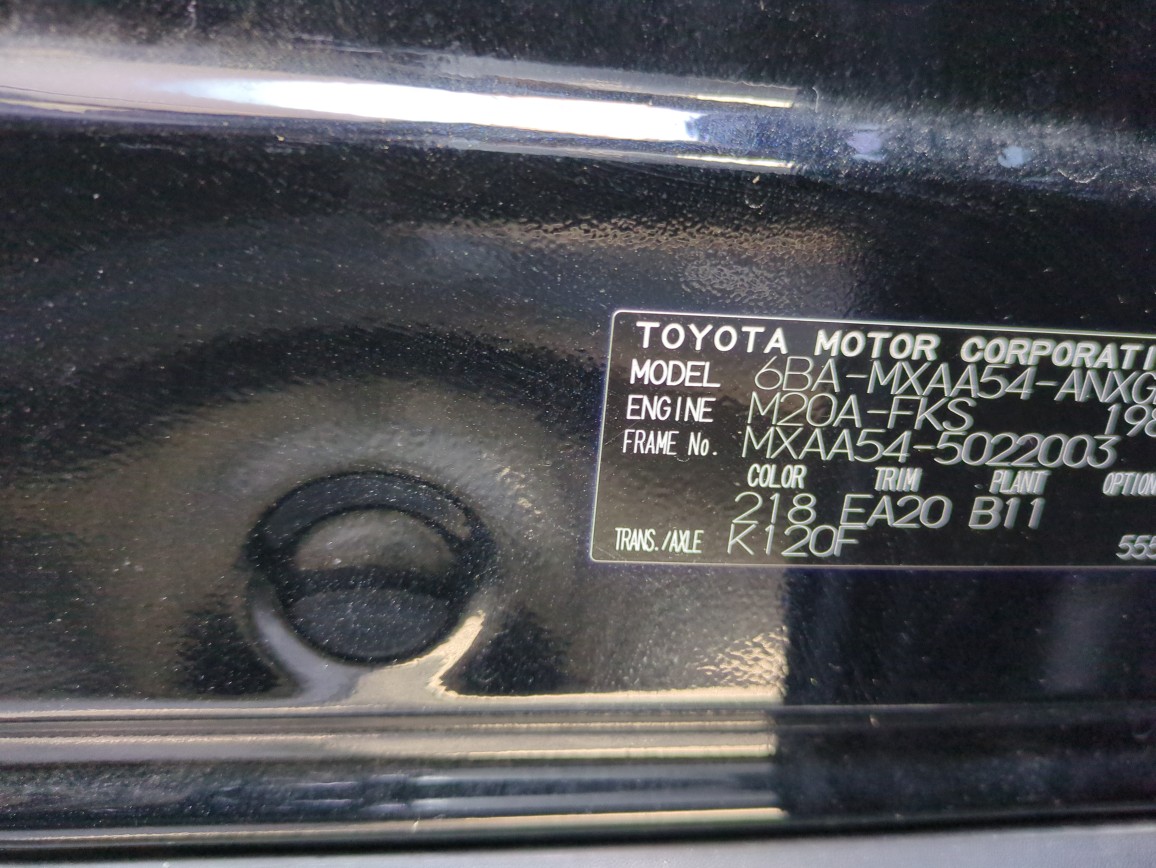 TOYOTA MOTOR CORPORATI
MODEL 6BA-MXAA54-ANXG
ENGINE M20A-FKS 198
FRAME No. MXAA54-5022003
COLOR TRIM PLANT OPTION
218 EA20 B11
TRANS./AXLE K120F 555